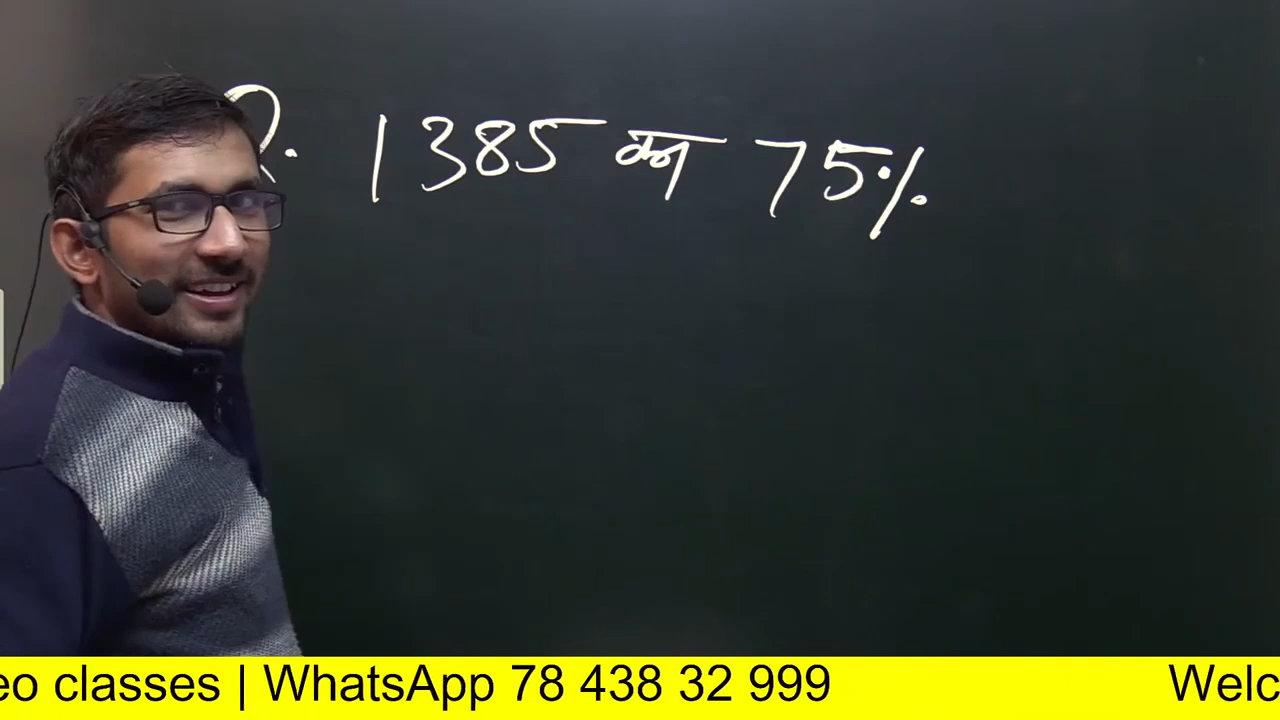 Q. 1385 का 75%
eo classes | WhatsApp 78 438 32 999 Welc